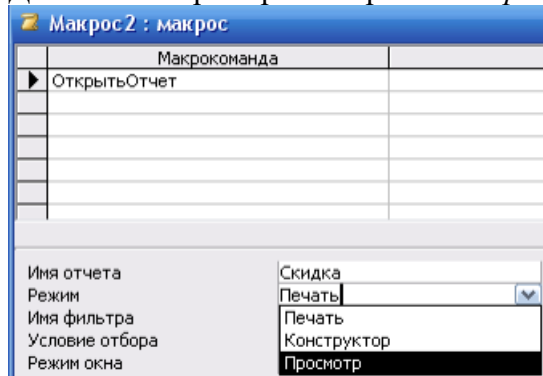 Макрос2 : макрос
Макрокоманда
ОткрытьОтчет
Имя отчета Скидка
Режим Печать
Имя фильтра Печать
Условие отбора Конструктор
Режим окна Просмотр